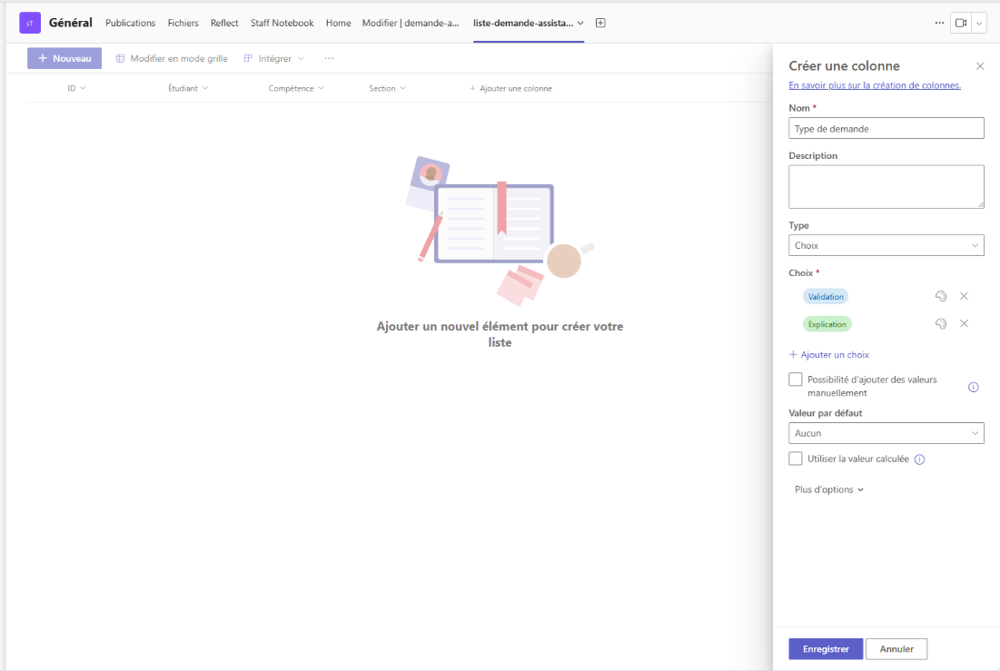 sT Général Publications Fichiers Reflect Staff Notebook Home Modifier | demande-a... liste-demande-assista...
+ Nouveau Modifier en mode grille Intégrer ...
ID Étudiant Compétence Section + Ajouter une colonne
Ajouter un nouvel élément pour créer votre
liste
Créer une colonne
En savoir plus sur la création de colonnes.
Nom *
Type de demande
Description
Type
Choix
Choix *
Validation
Explication
+ Ajouter un choix
Possibilité d'ajouter des valeurs
manuellement
Valeur par défaut
Aucun
Utiliser la valeur calculée
Plus d'options
Enregistrer Annuler